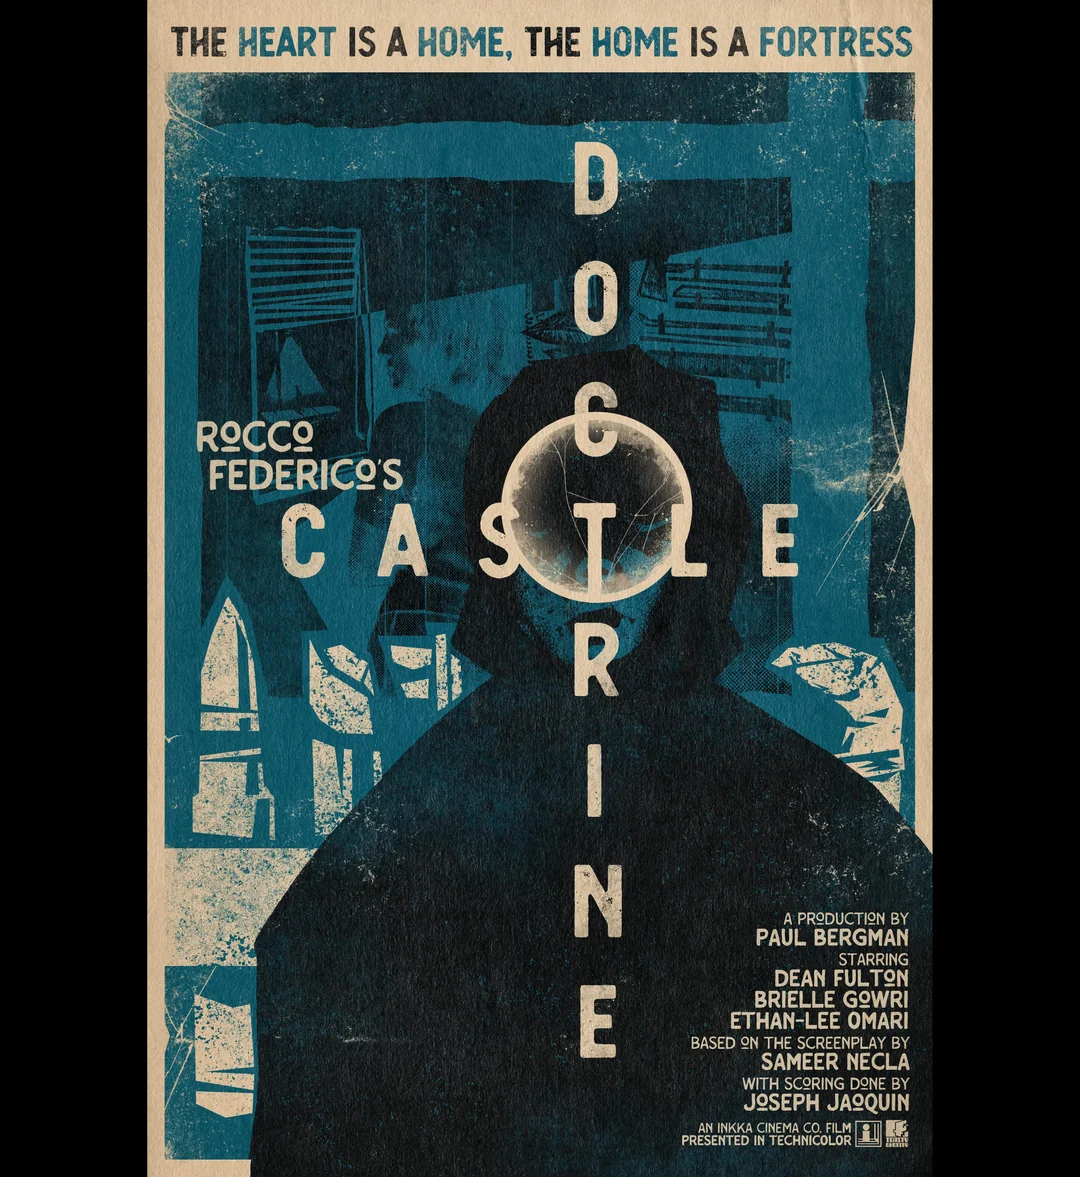 THE HEART IS A HOME, THE HOME IS A FORTRESS
ROCCO
FEDERICO'S
CASTLE
DOCTRINE
A PRODUCTION BY
PAUL BERGMAN
STARRING
DEAN FULTON
BRIELLE GOWRI
ETHAN-LEE OMARI
BASED ON THE SCREENPLAY BY
SAMEER NECLA
WITH SCORING DONE BY
JOSEPH JAOQUIN
AN INKKA CINEMA CO. FILM
PRESENTED IN TECHNICOLOR